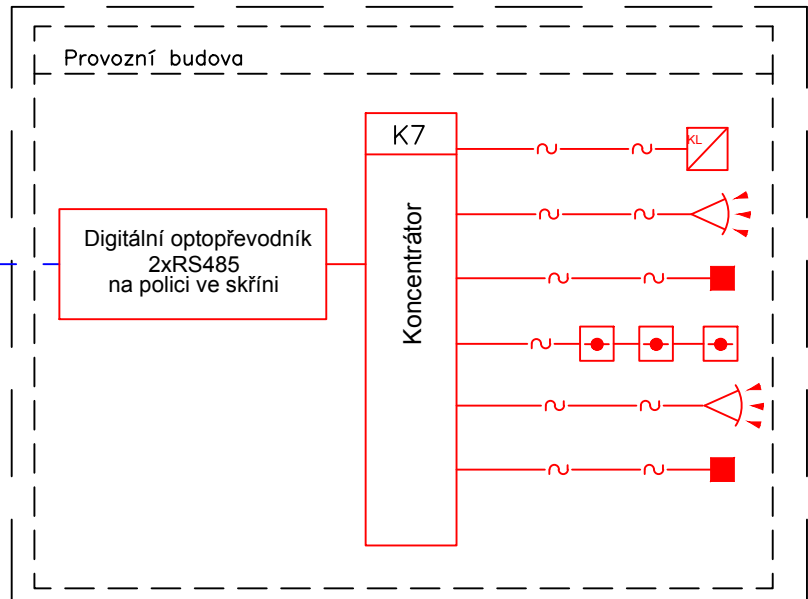 Provozní budova
K7
KL
Digitální optopřevodník
2xRS485
na polici ve skříni
Koncentrátor